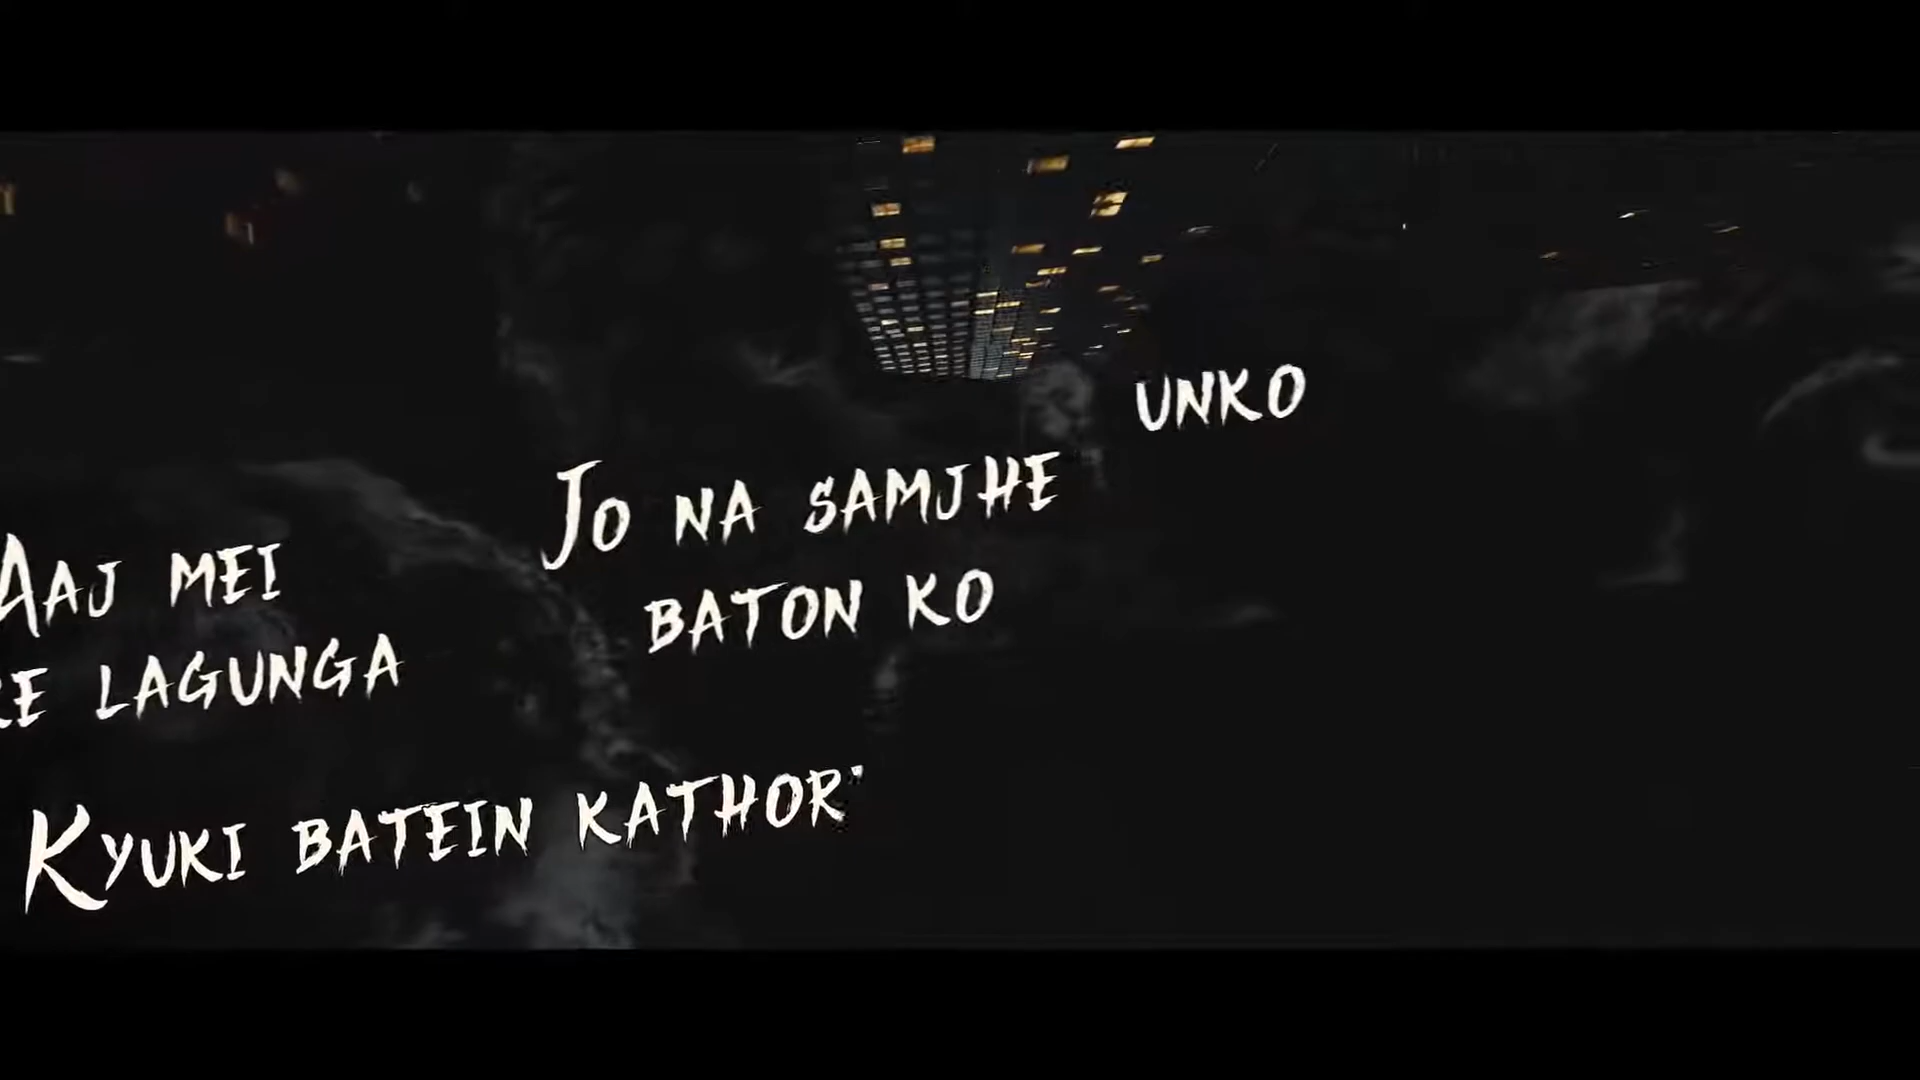 Aaj mei
lagunga
Jo na samjhe
baton ko
unko
Kyuki batein kathor